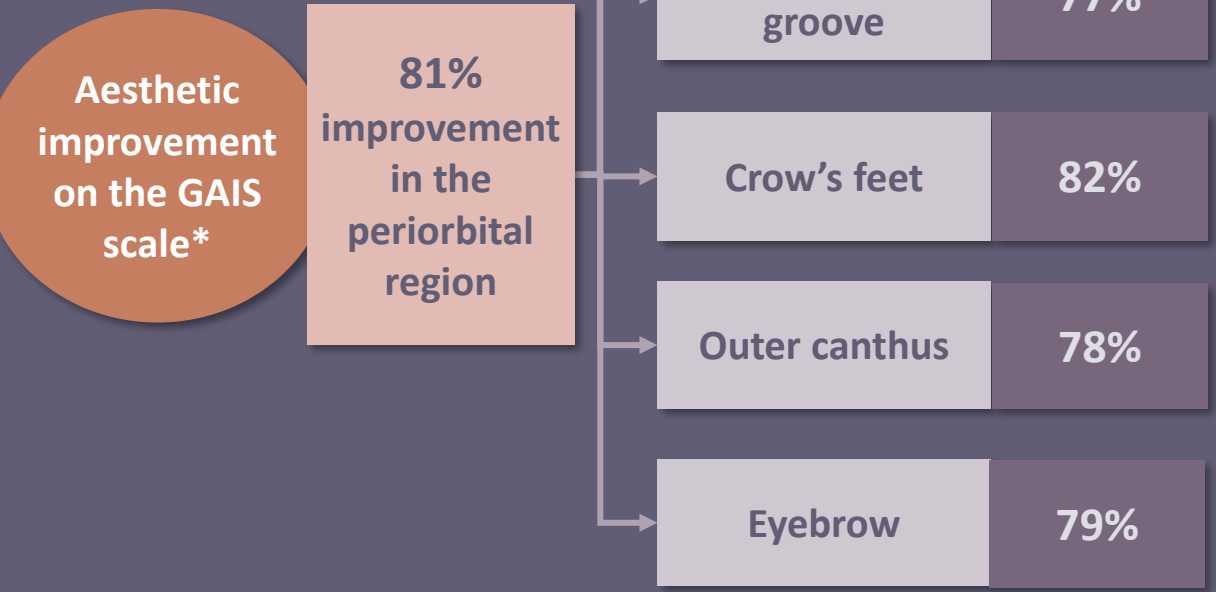 Aesthetic
improvement
on the GAIS
scale*
81%
improvement
in the
periorbital
region
groove
77%
Crow's feet
82%
Outer canthus
78%
Eyebrow
79%